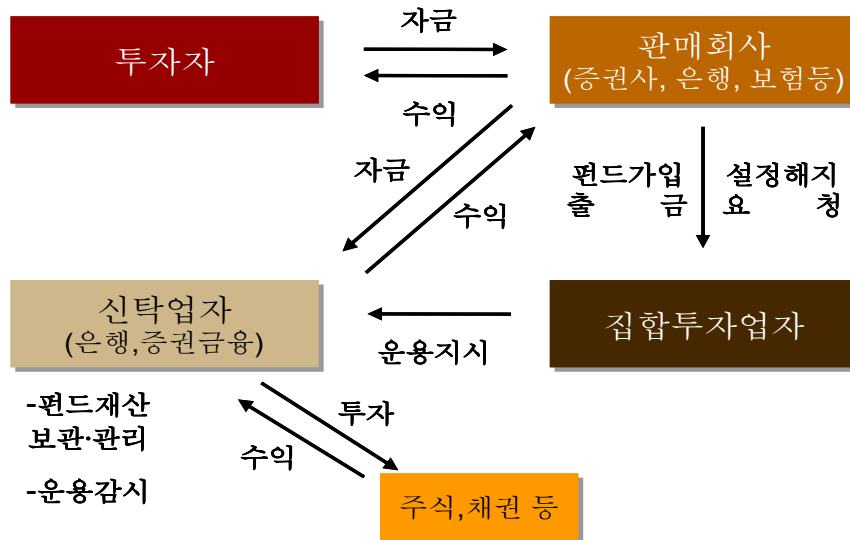 자금
투자자
판매회사
(증권사, 은행, 보험등)
수익
자금
수익
펀드가입
출 금
설정해지
요 청
신탁업자
(은행,증권금융)
집합투자업자
운용지시
-펀드재산
보관·관리
-운용감시
투자
수익
주식,채권 등